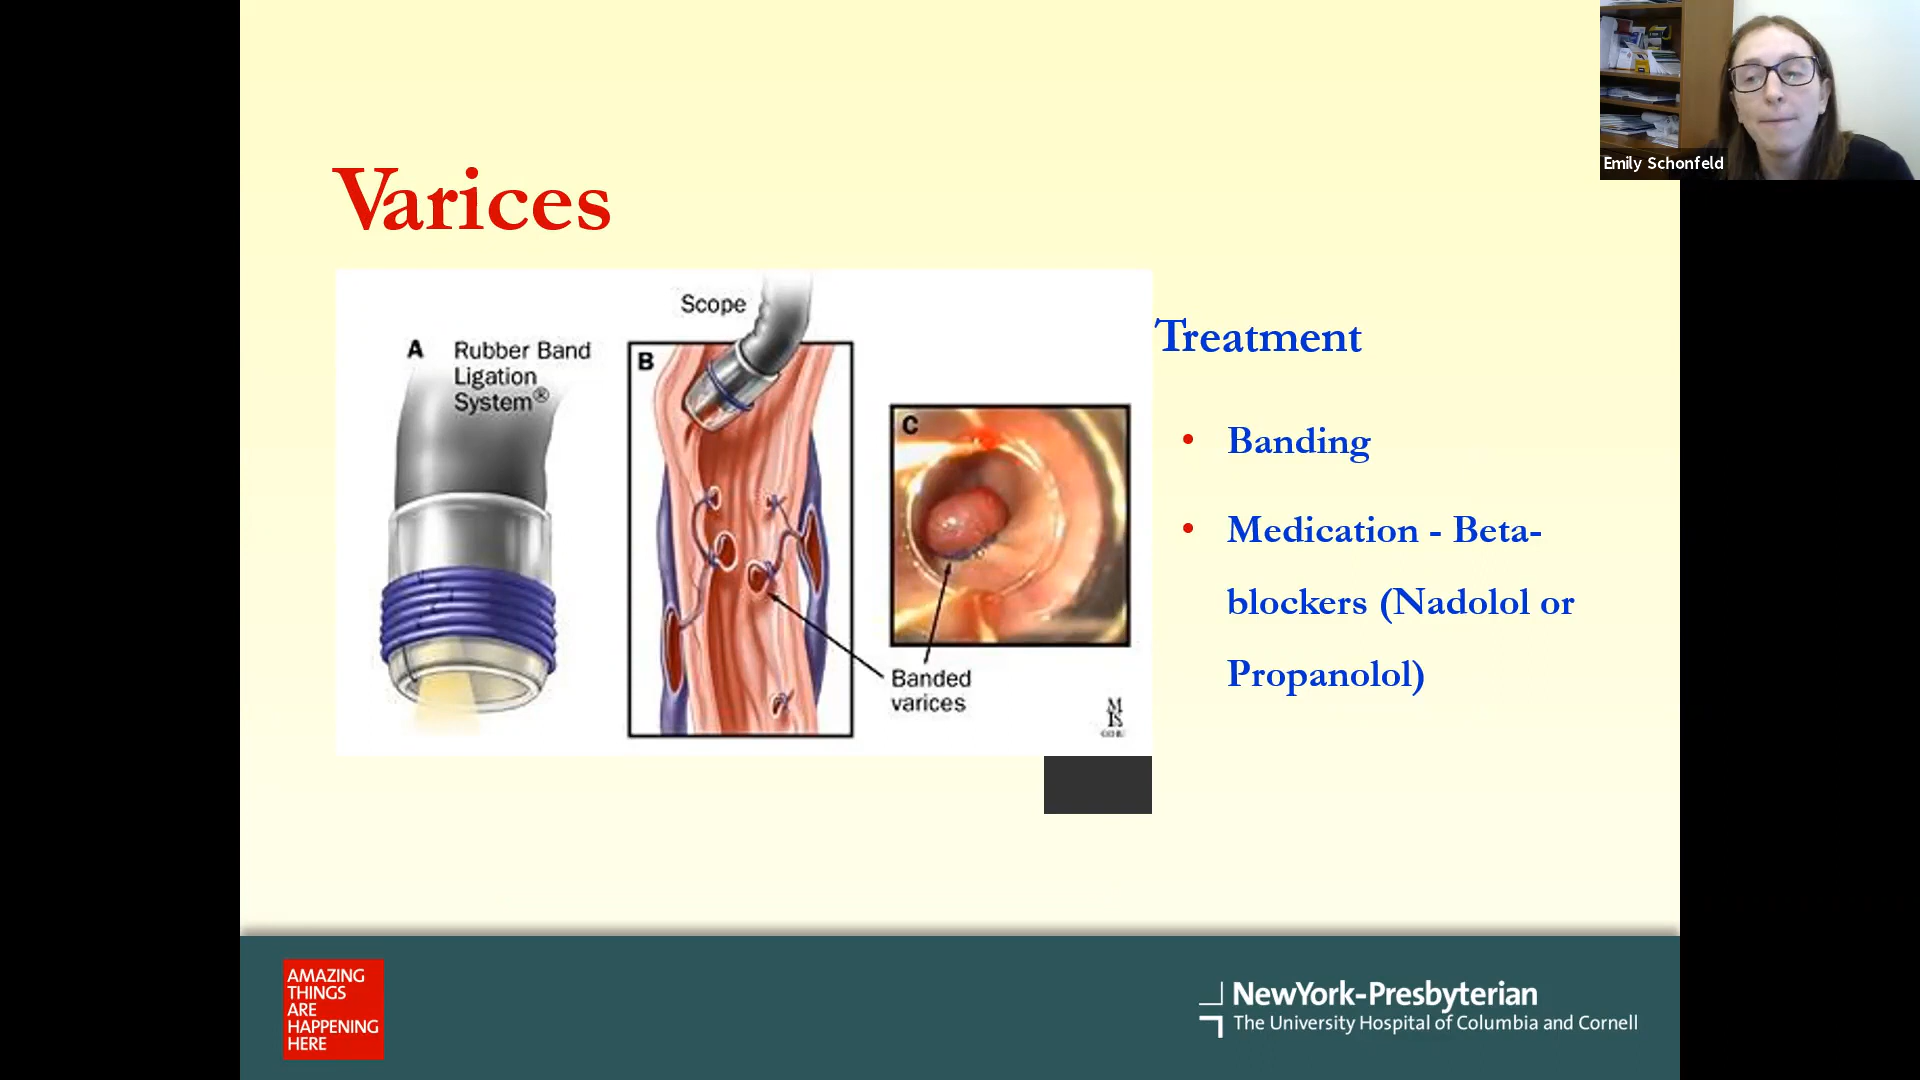 Emily Schonfeld
Varices
Scope
A
Rubber Band
Ligation
System®
B
C
Banded
varices
Treatment
• Banding
• Medication - Beta-
blockers (Nadolol or
Propanolol)
AMAZING
THINGS
ARE
HAPPENING
HERE
NewYork-Presbyterian
The University Hospital of Columbia and Cornell